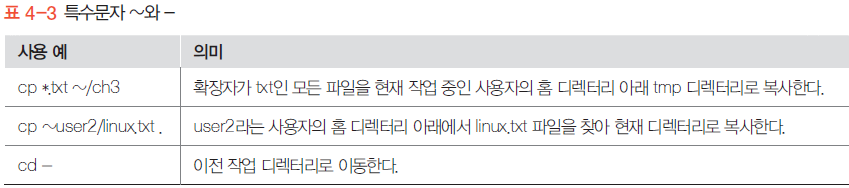 표 4-3 특수문자 ~와 -
사용 예 의미
cp *.txt ~/ch3 확장자가 txt인 모든 파일을 현재 작업 중인 사용자의 홈 디렉터리 아래 tmp 디렉터리로 복사한다.
cp ~user2/linux.txt . user2라는 사용자의 홈 디렉터리 아래에서 linux.txt 파일을 찾아 현재 디렉터리로 복사한다.
cd - 이전 작업 디렉터리로 이동한다.